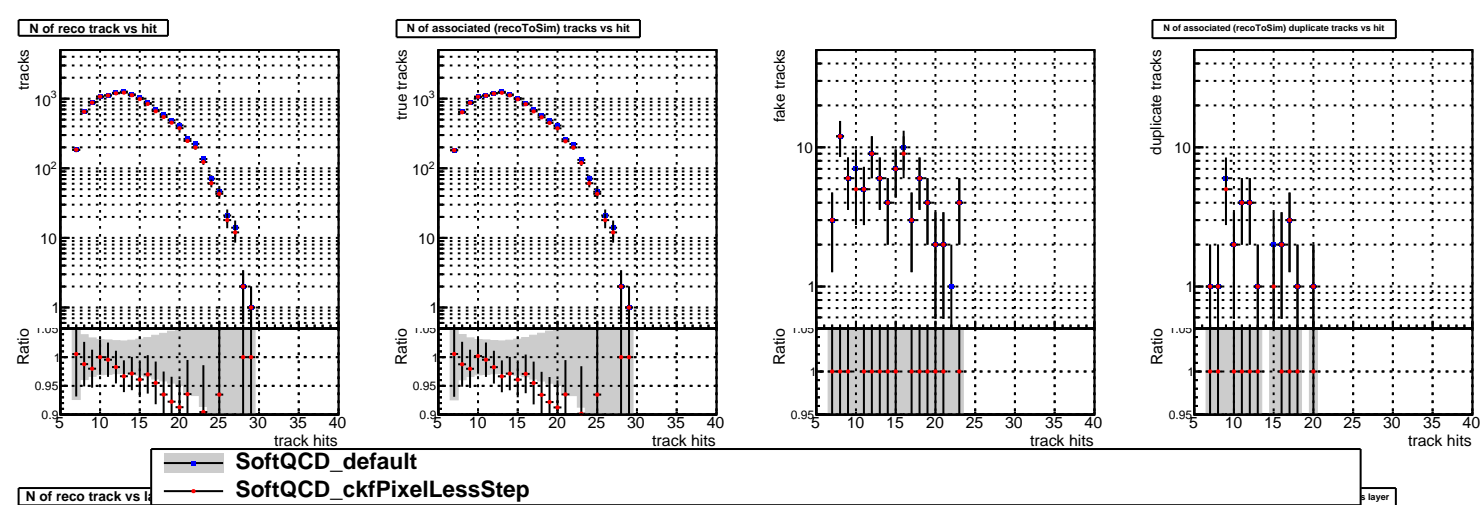 N of reco track vs hit
N of associated (recoToSim) tracks vs hit
N of associated (recoToSim) duplicate tracks vs hit
tracks
10³
10²
10
1
Ratio
1.05
1
0.95
0.9
5 10 15 20 25 30 35 40
track hits
true tracks
10³
10²
10
1
Ratio
1.05
1
0.95
0.9
5 10 15 20 25 30 35 40
track hits
fake tracks
10
1
Ratio
1.05
1
0.95
5 10 15 20 25 30 35 40
track hits
duplicate tracks
10
1
Ratio
1.05
1
0.95
5 10 15 20 25 30 35 40
track hits
SoftQCD_default
SoftQCD_ckfPixelLessStep
N of reco track vs la
s layer